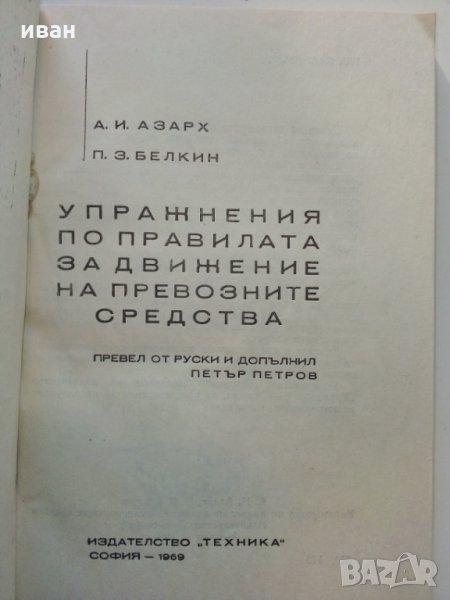 иван
А. И. АЗАРХ
П. З. БЕЛКИН
УПРАЖНЕНИЯ
ПО ПРАВИЛАТА
ЗА ДВИЖЕНИЕ
НА ПРЕВОЗНИТЕ
СРЕДСТВА
ПРЕВЕЛ ОТ РУСКИ И ДОПЪЛНИЛ
ПЕТЪР ПЕТРОВ
ИЗДАТЕЛСТВО „ТЕХНИКА“
СОФИЯ — 1969
BAZAR.bg